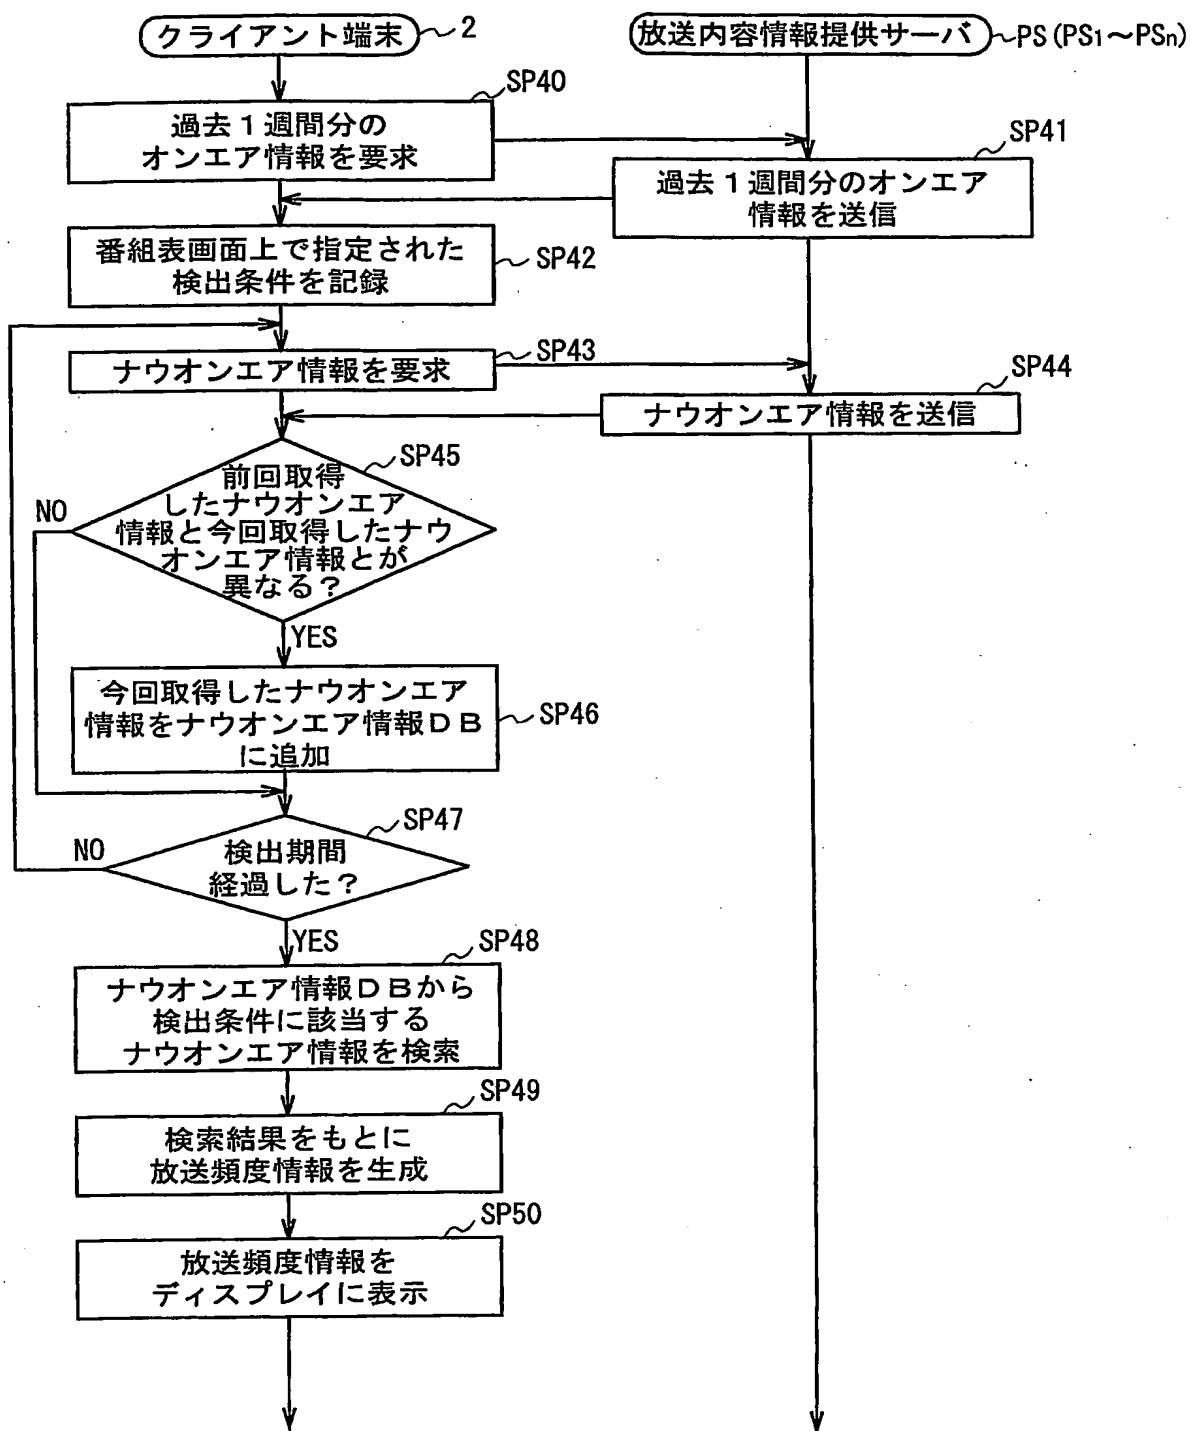 クライアント端末
2
放送内容情報提供サーバ
PS(PS1～PSn)
SP40
過去１週間分の
オンエア情報を要求
SP41
過去１週間分のオンエア
情報を送信
番組表画面上で指定された
検出条件を記録
SP42
SP43
ナウオンエア情報を要求
SP44
ナウオンエア情報を送信
SP45
前回取得
したナウオンエア
情報と今回取得したナウ
オンエア情報とが
異なる？
NO
YES
今回取得したナウオンエア
情報をナウオンエア情報ＤＢ
に追加
SP46
SP47
検出期間
経過した？
NO
YES
SP48
ナウオンエア情報ＤＢから
検出条件に該当する
ナウオンエア情報を検索
SP49
検索結果をもとに
放送頻度情報を生成
SP50
放送頻度情報を
ディスプレイに表示